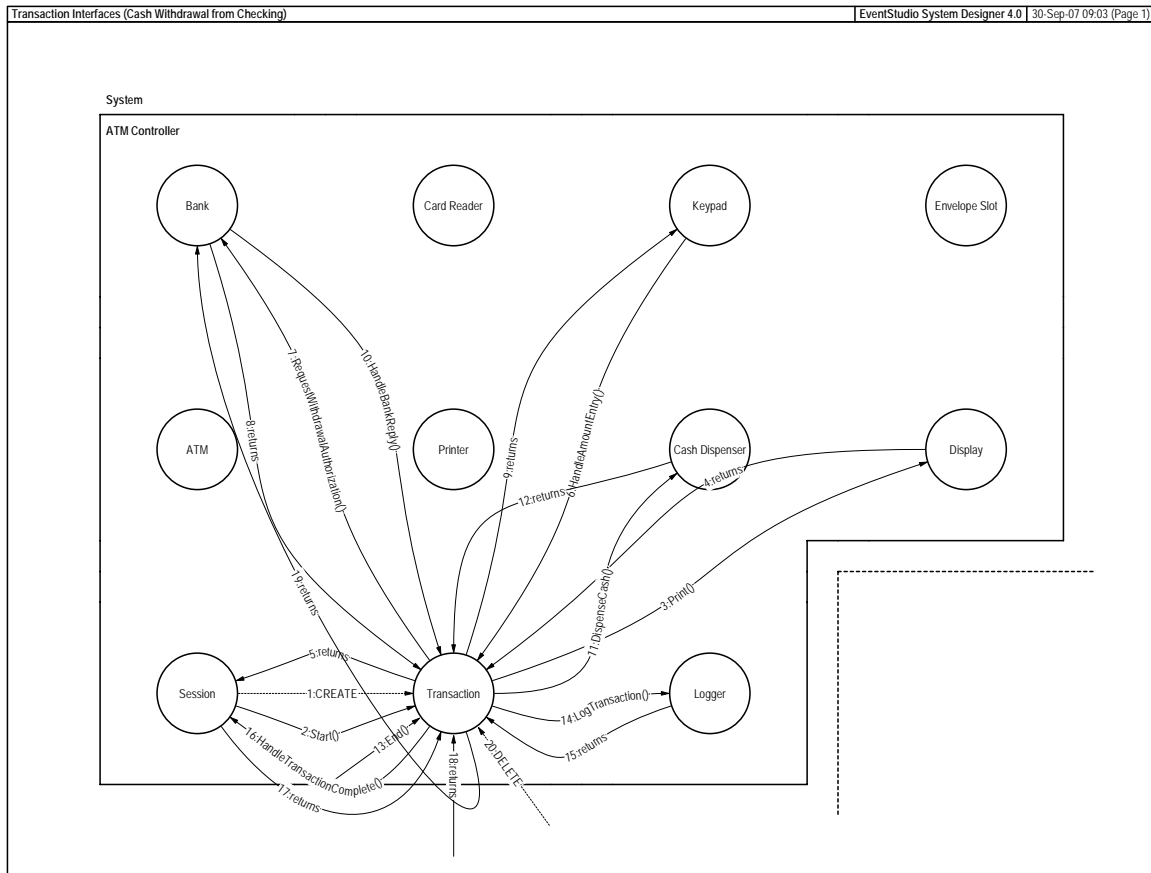 Transaction Interfaces (Cash Withdrawal from Checking)
EventStudio System Designer 4.0
30-Sep-07 09:03 (Page 1)
System
ATM Controller
Bank
Card Reader
Keypad
Envelope Slot
7:RequestWithdrawalAuthorization()
10:HandleBankReply()
8:returns
9:returns
6:HandleAmountEntry()
ATM
Printer
Cash Dispenser
Display
4:returns
12:returns
19:returns
11:DispenseCash()
3:Print()
5:returns
Session
1:CREATE
Transaction
Logger
2:Start()
14:LogTransaction()
13:End()
16:HandleTransactionComplete()
15:returns
17:returns
18:returns
20:DELETE